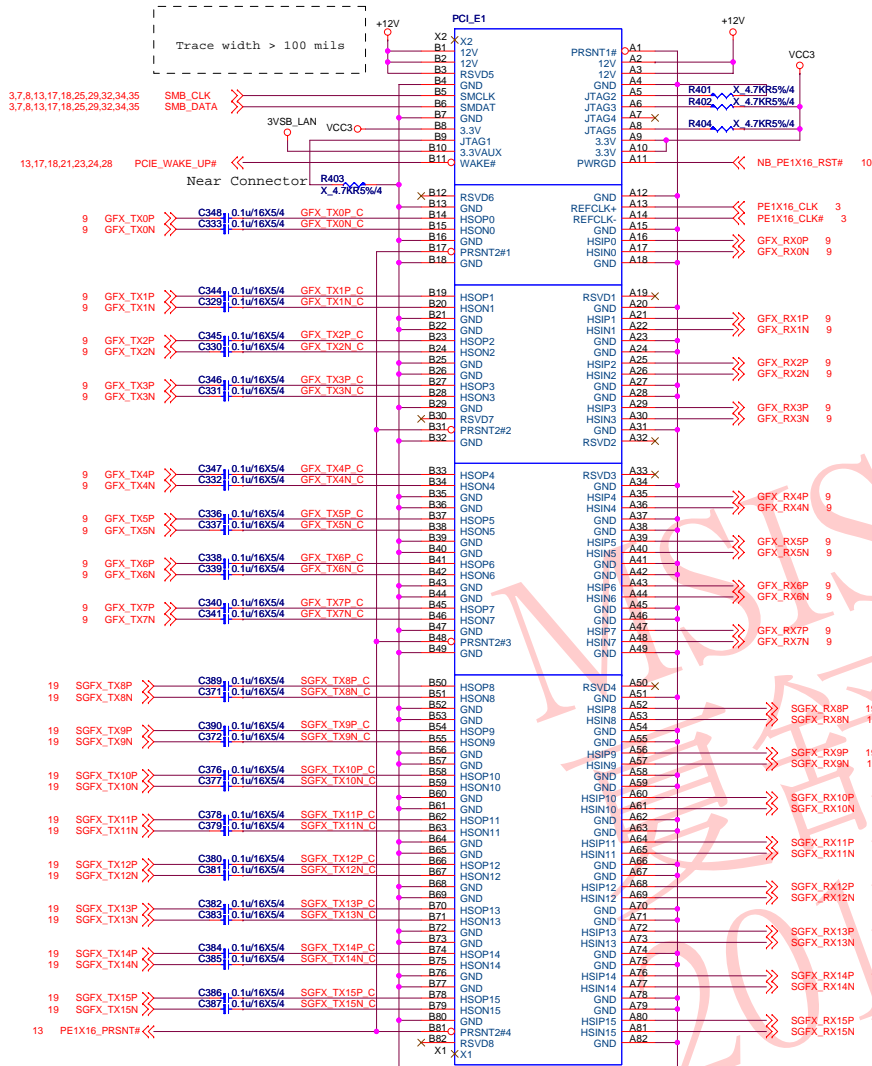 PCI_E1
+12V
+12V
Trace width > 100 mils
X2 X2
B1 12V PRSNT1# A1
B2 12V 12V A2
B3 RSVD5 12V A3
VCC3
B4 GND GND A4
3,7,8,13,17,18,25,29,32,34,35 SMB_CLK B5 SMCLK JTAG2 A5 R401 X_4.7KR5%/4
3,7,8,13,17,18,25,29,32,34,35 SMB_DATA B6 SMDAT JTAG3 A6 R402 X_4.7KR5%/4
B7 GND JTAG4 A7
3VSB_LAN VCC3 B8 3.3V JTAG5 A8 R404 X_4.7KR5%/4
B9 JTAG1 3.3V A9
B10 3.3VAUX 3.3V A10
13,17,18,21,23,24,28 PCIE_WAKE_UP# B11 WAKE# PWRGD A11 NB_PE1X16_RST# 10
Near Connector R403
X_4.7KR5%/4
B12 RSVD6 GND A12
B13 GND REFCLK+ A13 PE1X16_CLK 3
9 GFX_TX0P C348 0.1u/16X5/4 GFX_TX0P_C B14 HSOP0 REFCLK- A14 PE1X16_CLK# 3
9 GFX_TX0N C333 0.1u/16X5/4 GFX_TX0N_C B15 HSON0 GND A15
B16 GND HSIP0 A16 GFX_RX0P 9
B17 PRSNT2#1 HSIN0 A17 GFX_RX0N 9
B18 GND GND A18
9 GFX_TX1P C344 0.1u/16X5/4 GFX_TX1P_C B19 HSOP1 RSVD1 A19
9 GFX_TX1N C329 0.1u/16X5/4 GFX_TX1N_C B20 HSON1 GND A20
B21 GND HSIP1 A21 GFX_RX1P 9
B22 GND HSIN1 A22 GFX_RX1N 9
9 GFX_TX2P C345 0.1u/16X5/4 GFX_TX2P_C B23 HSOP2 GND A23
9 GFX_TX2N C330 0.1u/16X5/4 GFX_TX2N_C B24 HSON2 GND A24
B25 GND HSIP2 A25 GFX_RX2P 9
B26 GND HSIN2 A26 GFX_RX2N 9
9 GFX_TX3P C346 0.1u/16X5/4 GFX_TX3P_C B27 HSOP3 GND A27
9 GFX_TX3N C331 0.1u/16X5/4 GFX_TX3N_C B28 HSON3 GND A28
B29 GND HSIP3 A29 GFX_RX3P 9
B30 RSVD7 HSIN3 A30 GFX_RX3N 9
B31 PRSNT2#2 GND A31
B32 GND RSVD2 A32
9 GFX_TX4P C347 0.1u/16X5/4 GFX_TX4P_C B33 HSOP4 RSVD3 A33
9 GFX_TX4N C332 0.1u/16X5/4 GFX_TX4N_C B34 HSON4 GND A34
B35 GND HSIP4 A35 GFX_RX4P 9
B36 GND HSIN4 A36 GFX_RX4N 9
9 GFX_TX5P C336 0.1u/16X5/4 GFX_TX5P_C B37 HSOP5 GND A37
9 GFX_TX5N C337 0.1u/16X5/4 GFX_TX5N_C B38 HSON5 GND A38
B39 GND HSIP5 A39 GFX_RX5P 9
B40 GND HSIN5 A40 GFX_RX5N 9
9 GFX_TX6P C338 0.1u/16X5/4 GFX_TX6P_C B41 HSOP6 GND A41
9 GFX_TX6N C339 0.1u/16X5/4 GFX_TX6N_C B42 HSON6 GND A42
B43 GND HSIP6 A43 GFX_RX6P 9
B44 GND HSIN6 A44 GFX_RX6N 9
9 GFX_TX7P C340 0.1u/16X5/4 GFX_TX7P_C B45 HSOP7 GND A45
9 GFX_TX7N C341 0.1u/16X5/4 GFX_TX7N_C B46 HSON7 GND A46
B47 GND HSIP7 A47 GFX_RX7P 9
B48 PRSNT2#3 HSIN7 A48 GFX_RX7N 9
B49 GND GND A49
19 SGFX_TX8P C389 0.1u/16X5/4 SGFX_TX8P_C B50 HSOP8 RSVD4 A50
19 SGFX_TX8N C371 0.1u/16X5/4 SGFX_TX8N_C B51 HSON8 GND A51
B52 GND HSIP8 A52 SGFX_RX8P
B53 GND HSIN8 A53 SGFX_RX8N
19 SGFX_TX9P C390 0.1u/16X5/4 SGFX_TX9P_C B54 HSOP9 GND A54
19 SGFX_TX9N C372 0.1u/16X5/4 SGFX_TX9N_C B55 HSON9 GND A55
B56 GND HSIP9 A56 SGFX_RX9P
B57 GND HSIN9 A57 SGFX_RX9N
19 SGFX_TX10P C376 0.1u/16X5/4 SGFX_TX10P_C B58 HSOP10 GND A58
19 SGFX_TX10N C377 0.1u/16X5/4 SGFX_TX10N_C B59 HSON10 GND A59
B60 GND HSIP10 A60 SGFX_RX10P
B61 GND HSIN10 A61 SGFX_RX10N
19 SGFX_TX11P C378 0.1u/16X5/4 SGFX_TX11P_C B62 HSOP11 GND A62
19 SGFX_TX11N C379 0.1u/16X5/4 SGFX_TX11N_C B63 HSON11 GND A63
B64 GND HSIP11 A64 SGFX_RX11P
B65 GND HSIN11 A65 SGFX_RX11N
19 SGFX_TX12P C380 0.1u/16X5/4 SGFX_TX12P_C B66 HSOP12 GND A66
19 SGFX_TX12N C381 0.1u/16X5/4 SGFX_TX12N_C B67 HSON12 GND A67
B68 GND HSIP12 A68 SGFX_RX12P
B69 GND HSIN12 A69 SGFX_RX12N
19 SGFX_TX13P C382 0.1u/16X5/4 SGFX_TX13P_C B70 HSOP13 GND A70
19 SGFX_TX13N C383 0.1u/16X5/4 SGFX_TX13N_C B71 HSON13 GND A71
B72 GND HSIP13 A72 SGFX_RX13P
B73 GND HSIN13 A73 SGFX_RX13N
19 SGFX_TX14P C384 0.1u/16X5/4 SGFX_TX14P_C B74 HSOP14 GND A74
19 SGFX_TX14N C385 0.1u/16X5/4 SGFX_TX14N_C B75 HSON14 GND A75
B76 GND HSIP14 A76 SGFX_RX14P
B77 GND HSIN14 A77 SGFX_RX14N
19 SGFX_TX15P C386 0.1u/16X5/4 SGFX_TX15P_C B78 HSOP15 GND A78
19 SGFX_TX15N C387 0.1u/16X5/4 SGFX_TX15N_C B79 HSON15 GND A79
B80 GND HSIP15 A80 SGFX_RX15P
13 PE1X16_PRSNT# B81 PRSNT2#4 HSIN15 A81 SGFX_RX15N
B82 RSVD8 GND A82
X1 X1
MSIS
夏
201